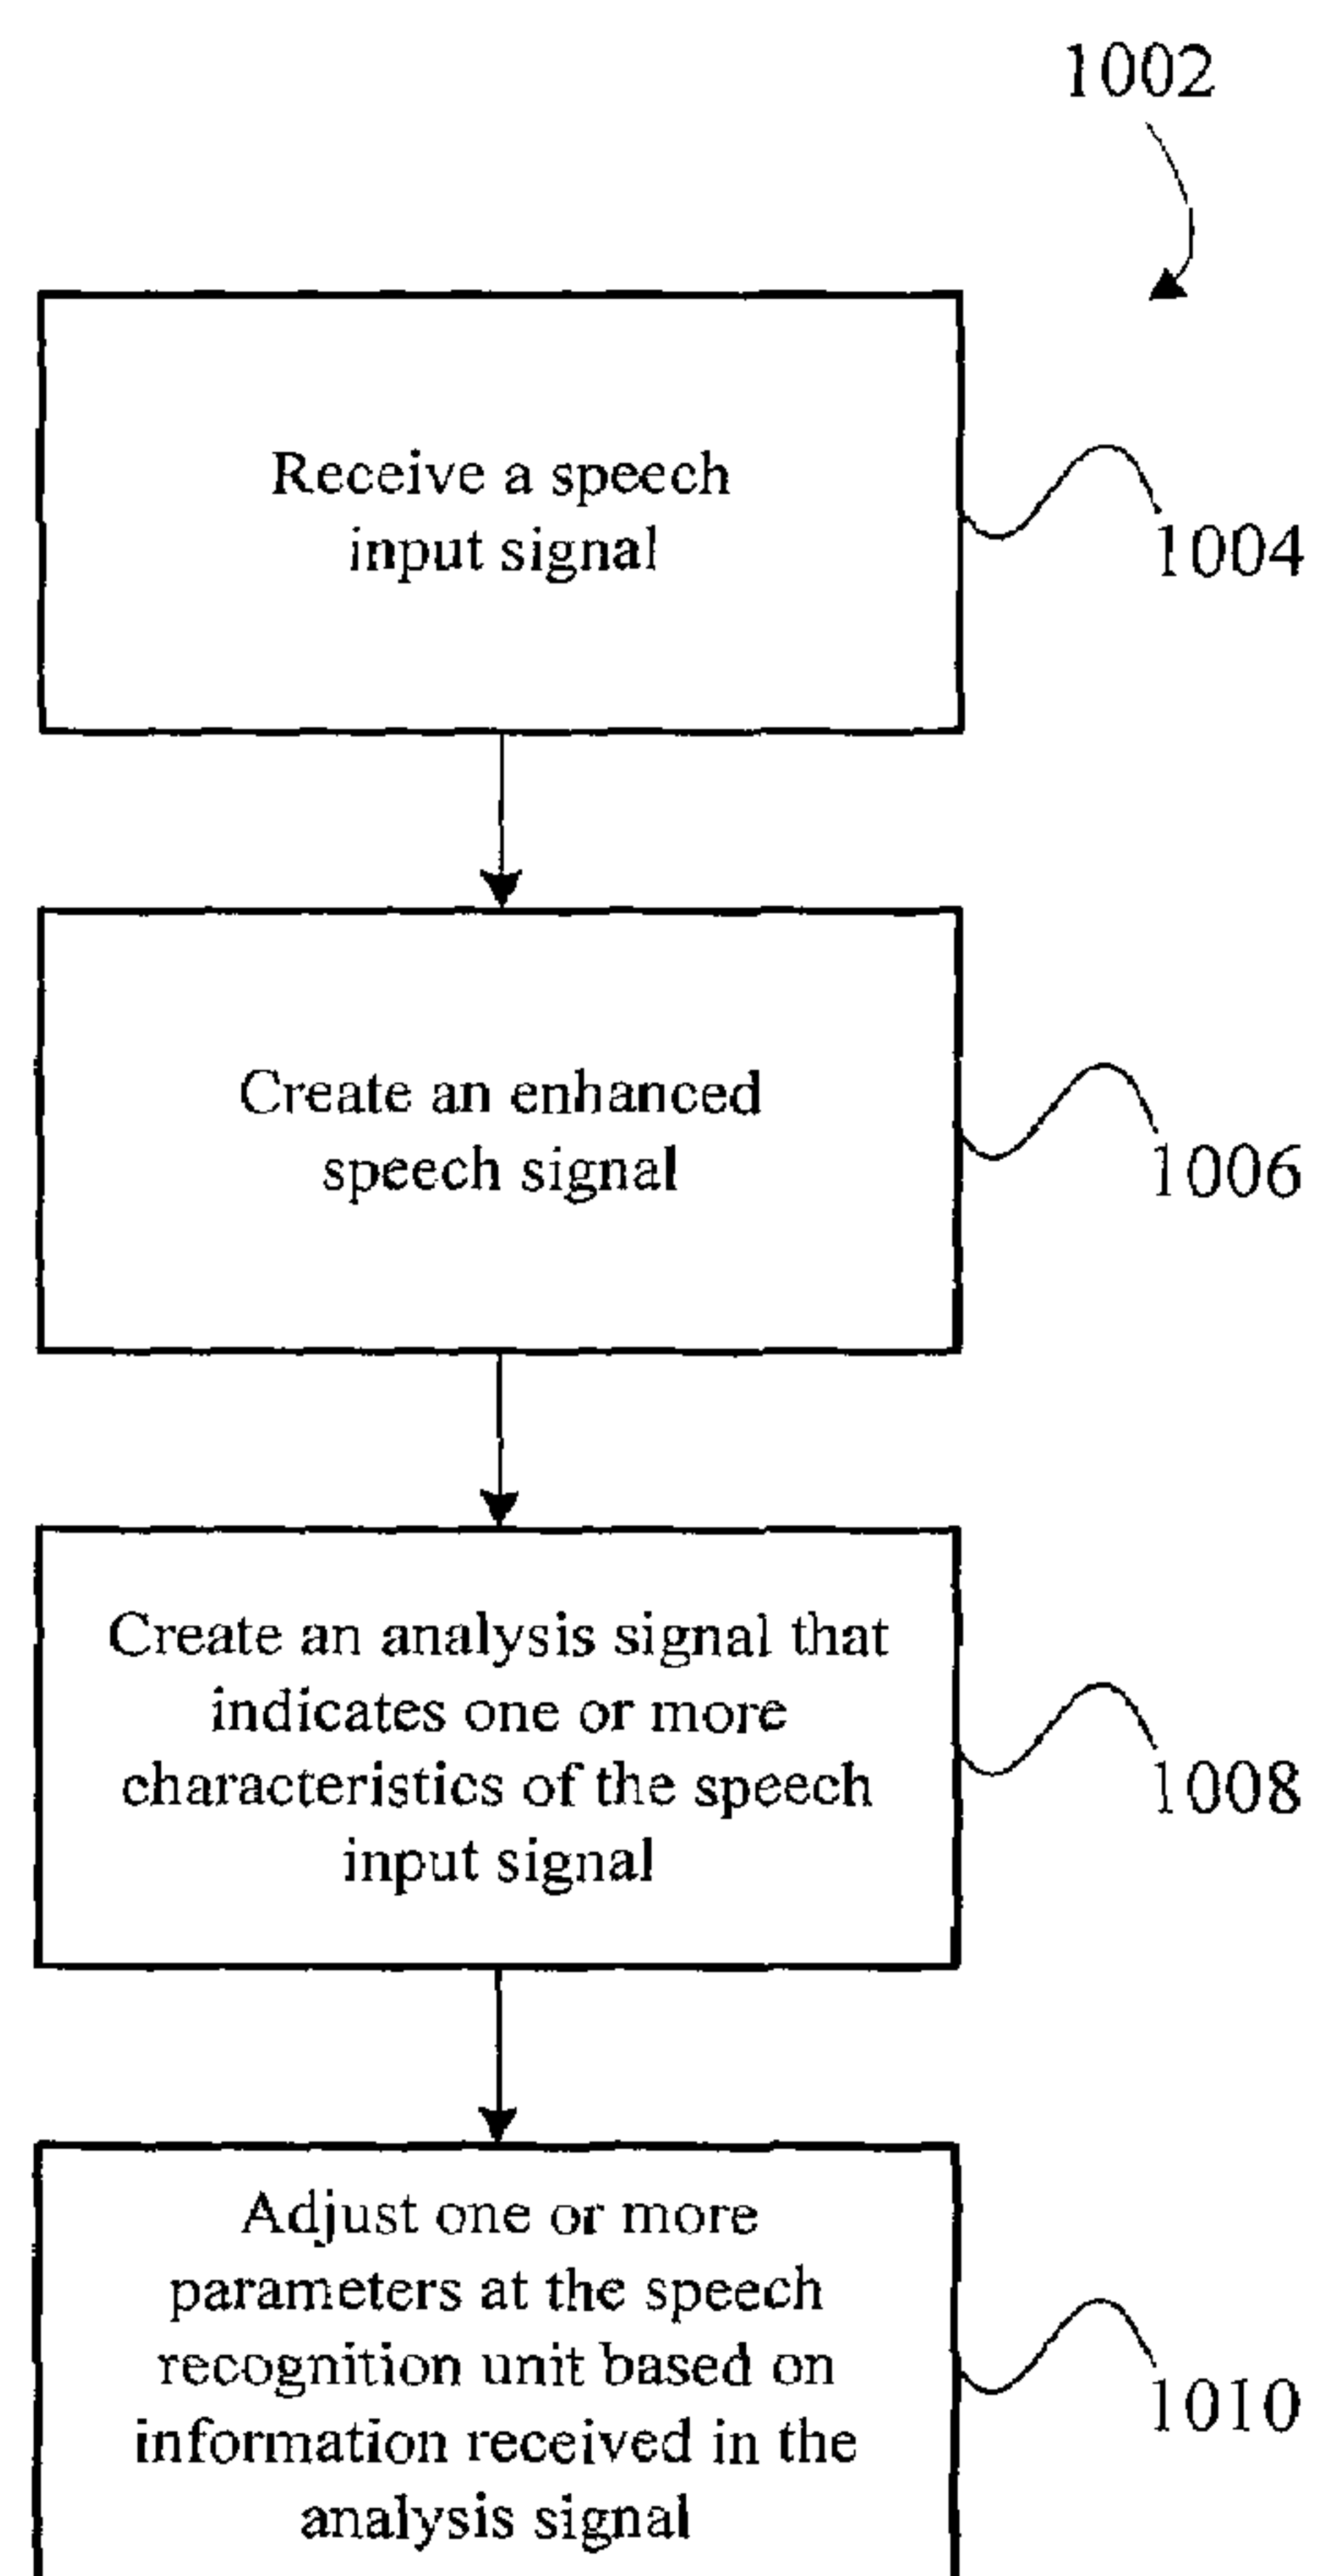 1002
Receive a speech
input signal
1004
Create an enhanced
speech signal
1006
Create an analysis signal that
indicates one or more
characteristics of the speech
input signal
1008
Adjust one or more
parameters at the speech
recognition unit based on
information received in the
analysis signal
1010